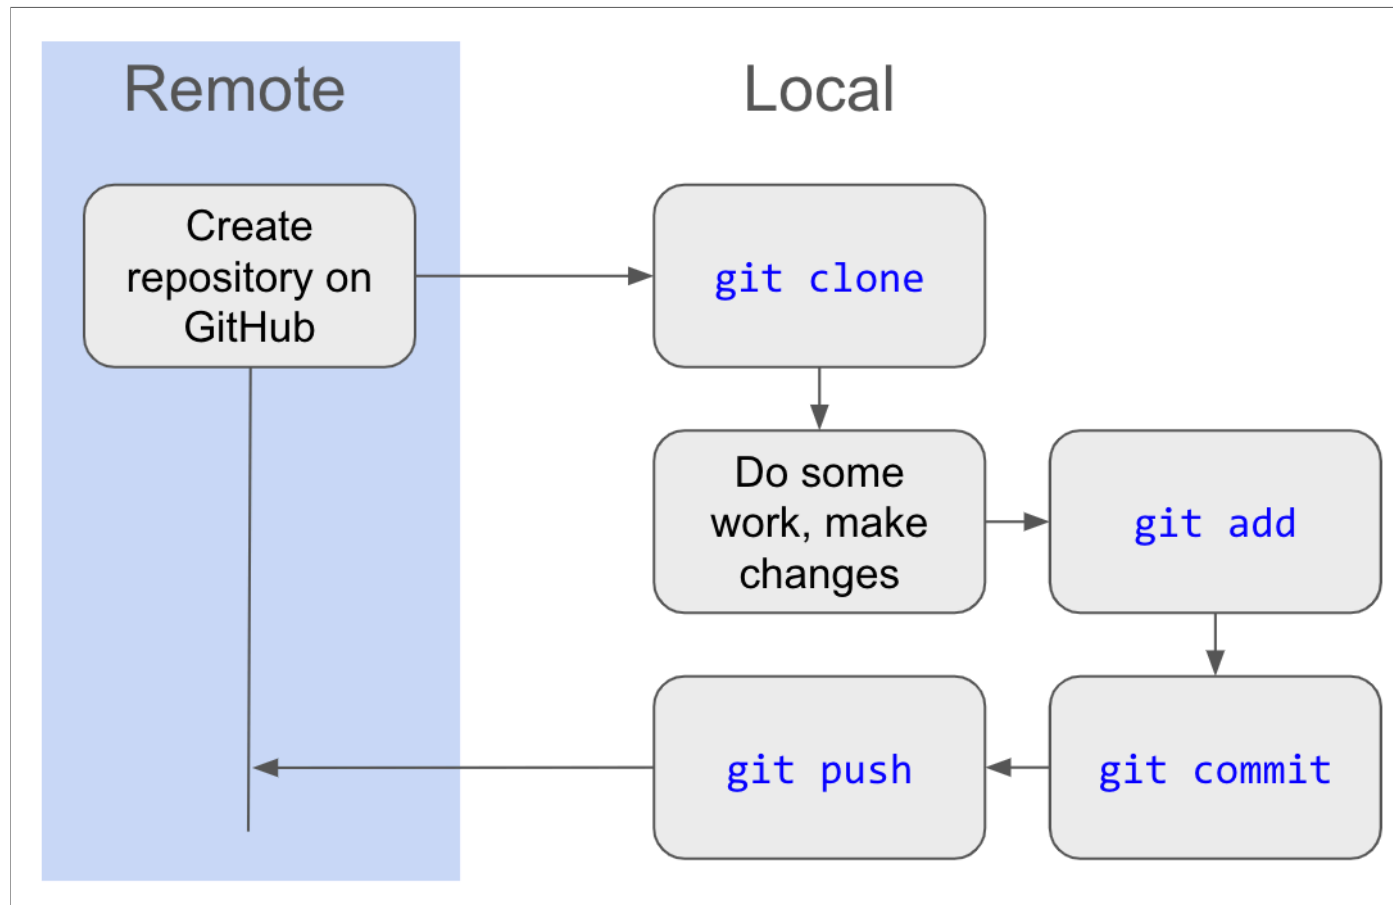 Remote
Local
Create
repository on
GitHub
git clone
Do some
work, make
changes
git add
git push
git commit